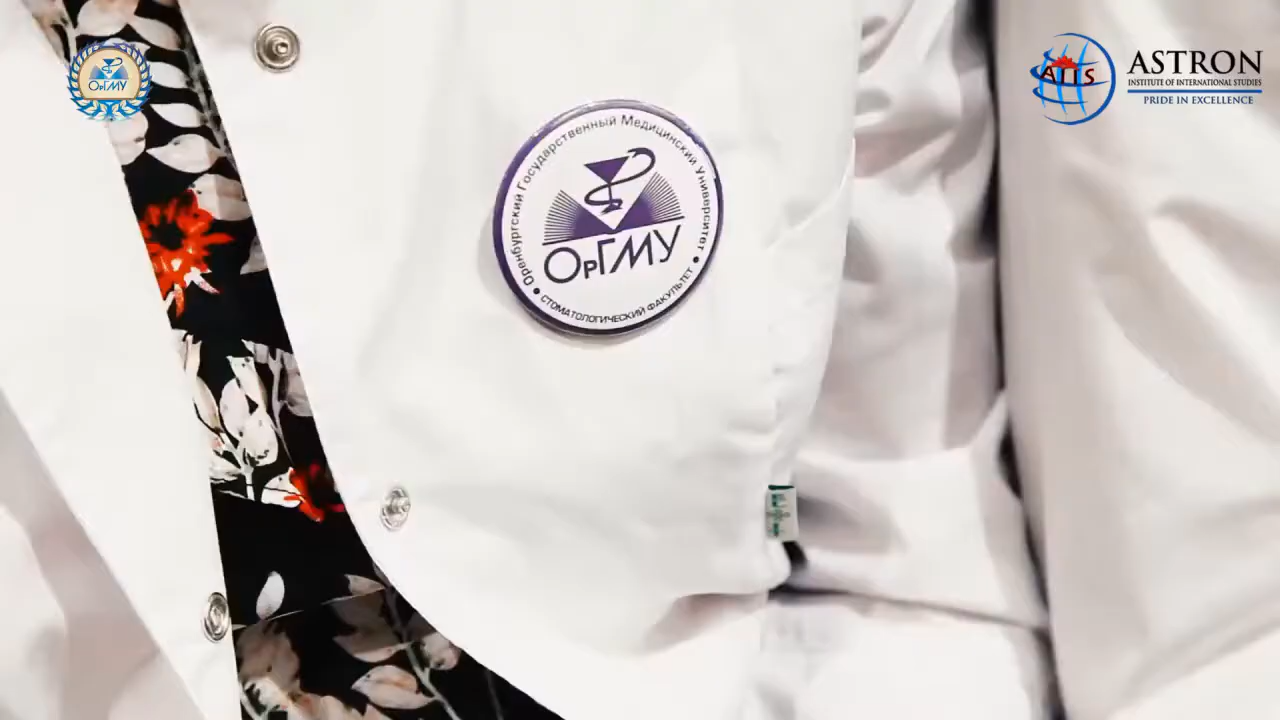 ОрГМУ
Оренбургский Государственный Медицинский Университет
ОрГМУ
СТОМАТОЛОГИЧЕСКИЙ ФАКУЛЬТЕТ
AIIS
ASTRON
INSTITUTE OF INTERNATIONAL STUDIES
PRIDE IN EXCELLENCE